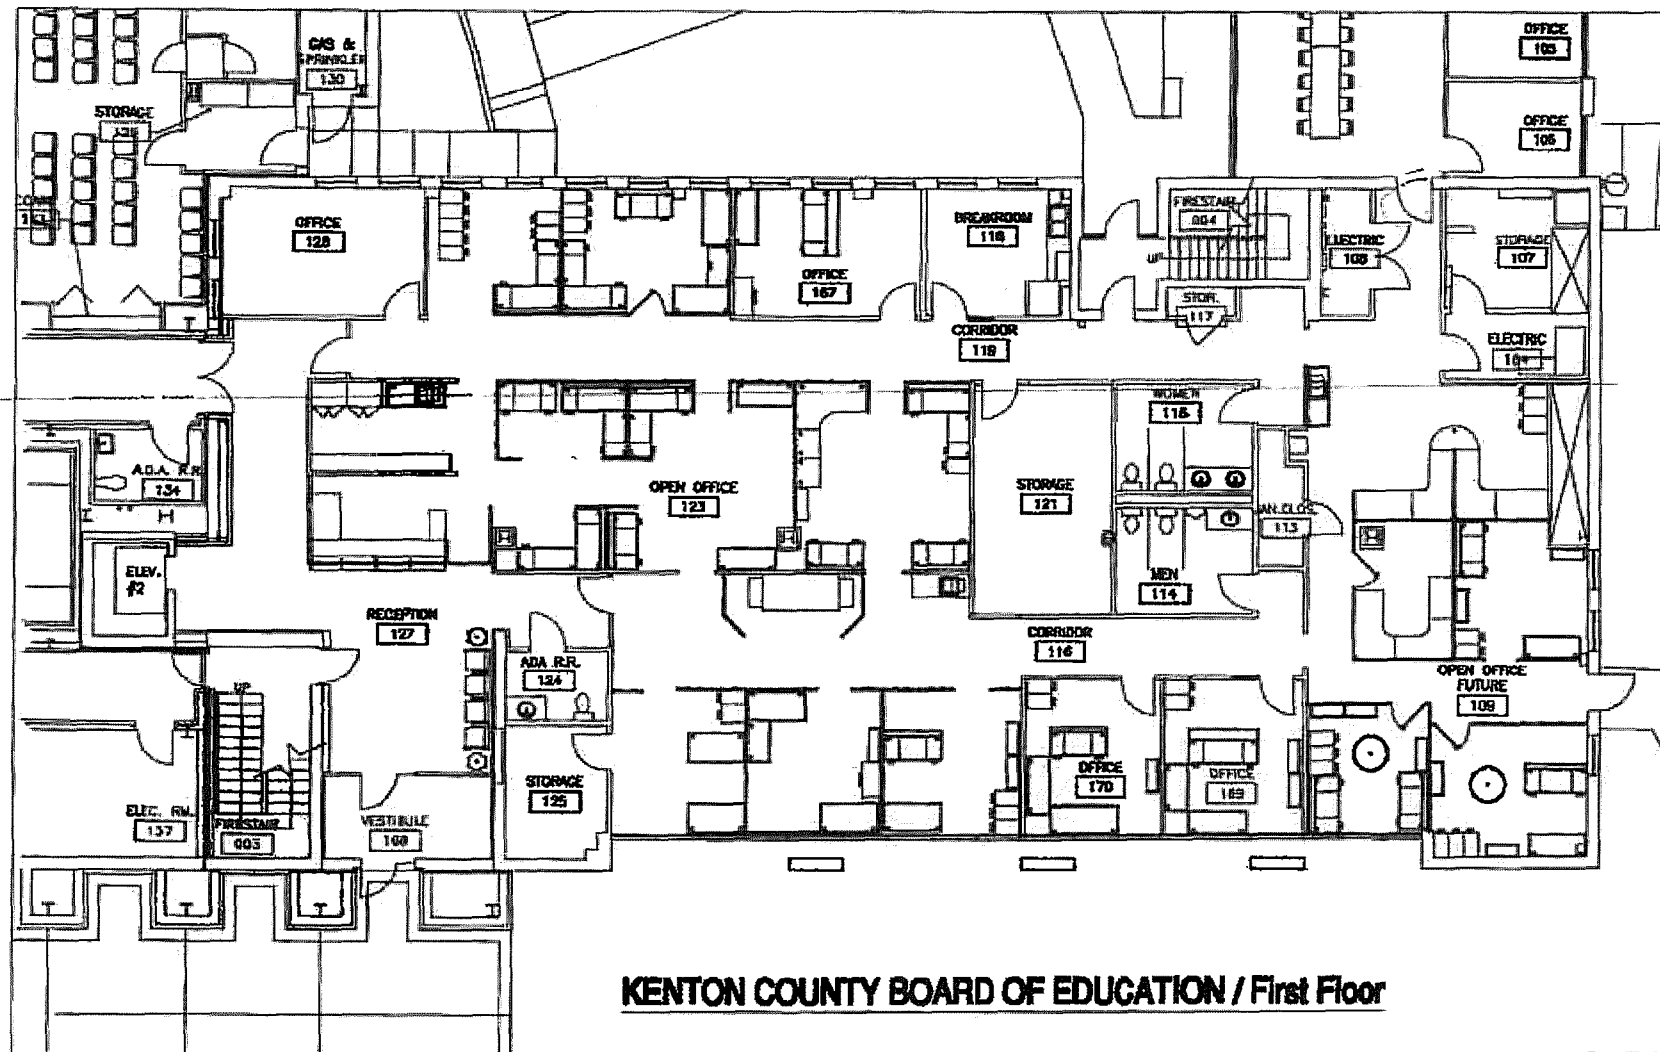 GAS &
SPRINKLER
130
OFFICE
105
STORAGE
OFFICE
106
OFFICE
128
FIRESTAIR
004
UP
BREAKROOM
118
ELECTRIC
108
STORAGE
107
OFFICE
167
STOR.
117
CORRIDOR
119
ELECTRIC
WOMEN
115
A.D.A. R.R.
134
OPEN OFFICE
123
STORAGE
121
JAN.CLOS.
113
ELEV.
#2
MEN
114
RECEPTION
127
CORRIDOR
116
ADA R.R.
124
OPEN OFFICE
FUTURE
109
UP
STORAGE
125
OFFICE
170
OFFICE
169
ELEC. RM.
137
FIRESTAIR
003
VESTIBULE
100
KENTON COUNTY BOARD OF EDUCATION / First Floor